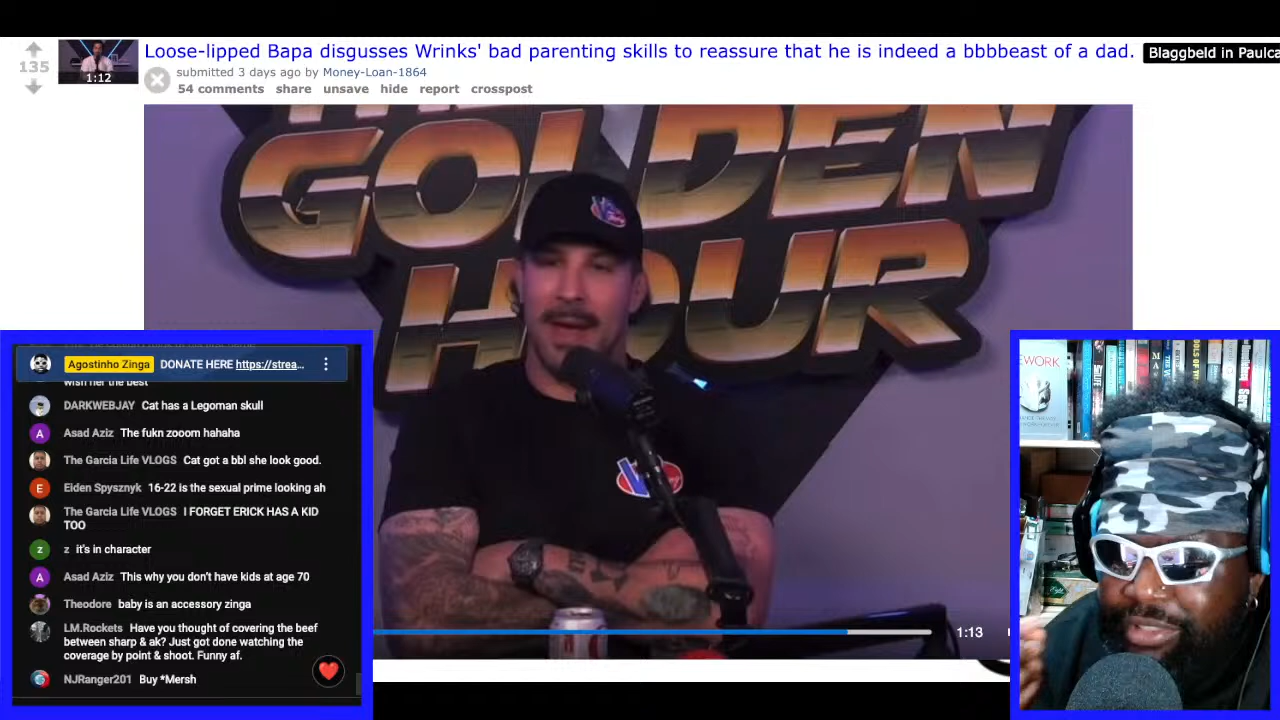 135
1:12
Loose-lipped Bapa disgusses Wrinks' bad parenting skills to reassure that he is indeed a bbbbeast of a dad.
Blaggbeld in Paulca
submitted 3 days ago by Money-Loan-1864
54 comments share unsave hide report crosspost
GOLDEN
HOUR
Agostinho Zinga DONATE HERE https://strea...
wish her the best
DARKWEBJAY Cat has a Legoman skull
A Asad Aziz The fukn zooom hahaha
The Garcia Life VLOGS Cat got a bbl she look good.
E Eiden Spysznyk 16-22 is the sexual prime looking ah
The Garcia Life VLOGS I FORGET ERICK HAS A KID
TOO
z z it's in character
A Asad Aziz This why you don't have kids at age 70
Theodore baby is an accessory zinga
LM.Rockets Have you thought of covering the beef
between sharp & ak? Just got done watching the
coverage by point & shoot. Funny af.
NJRanger201 Buy *Mersh
1:13
WORK